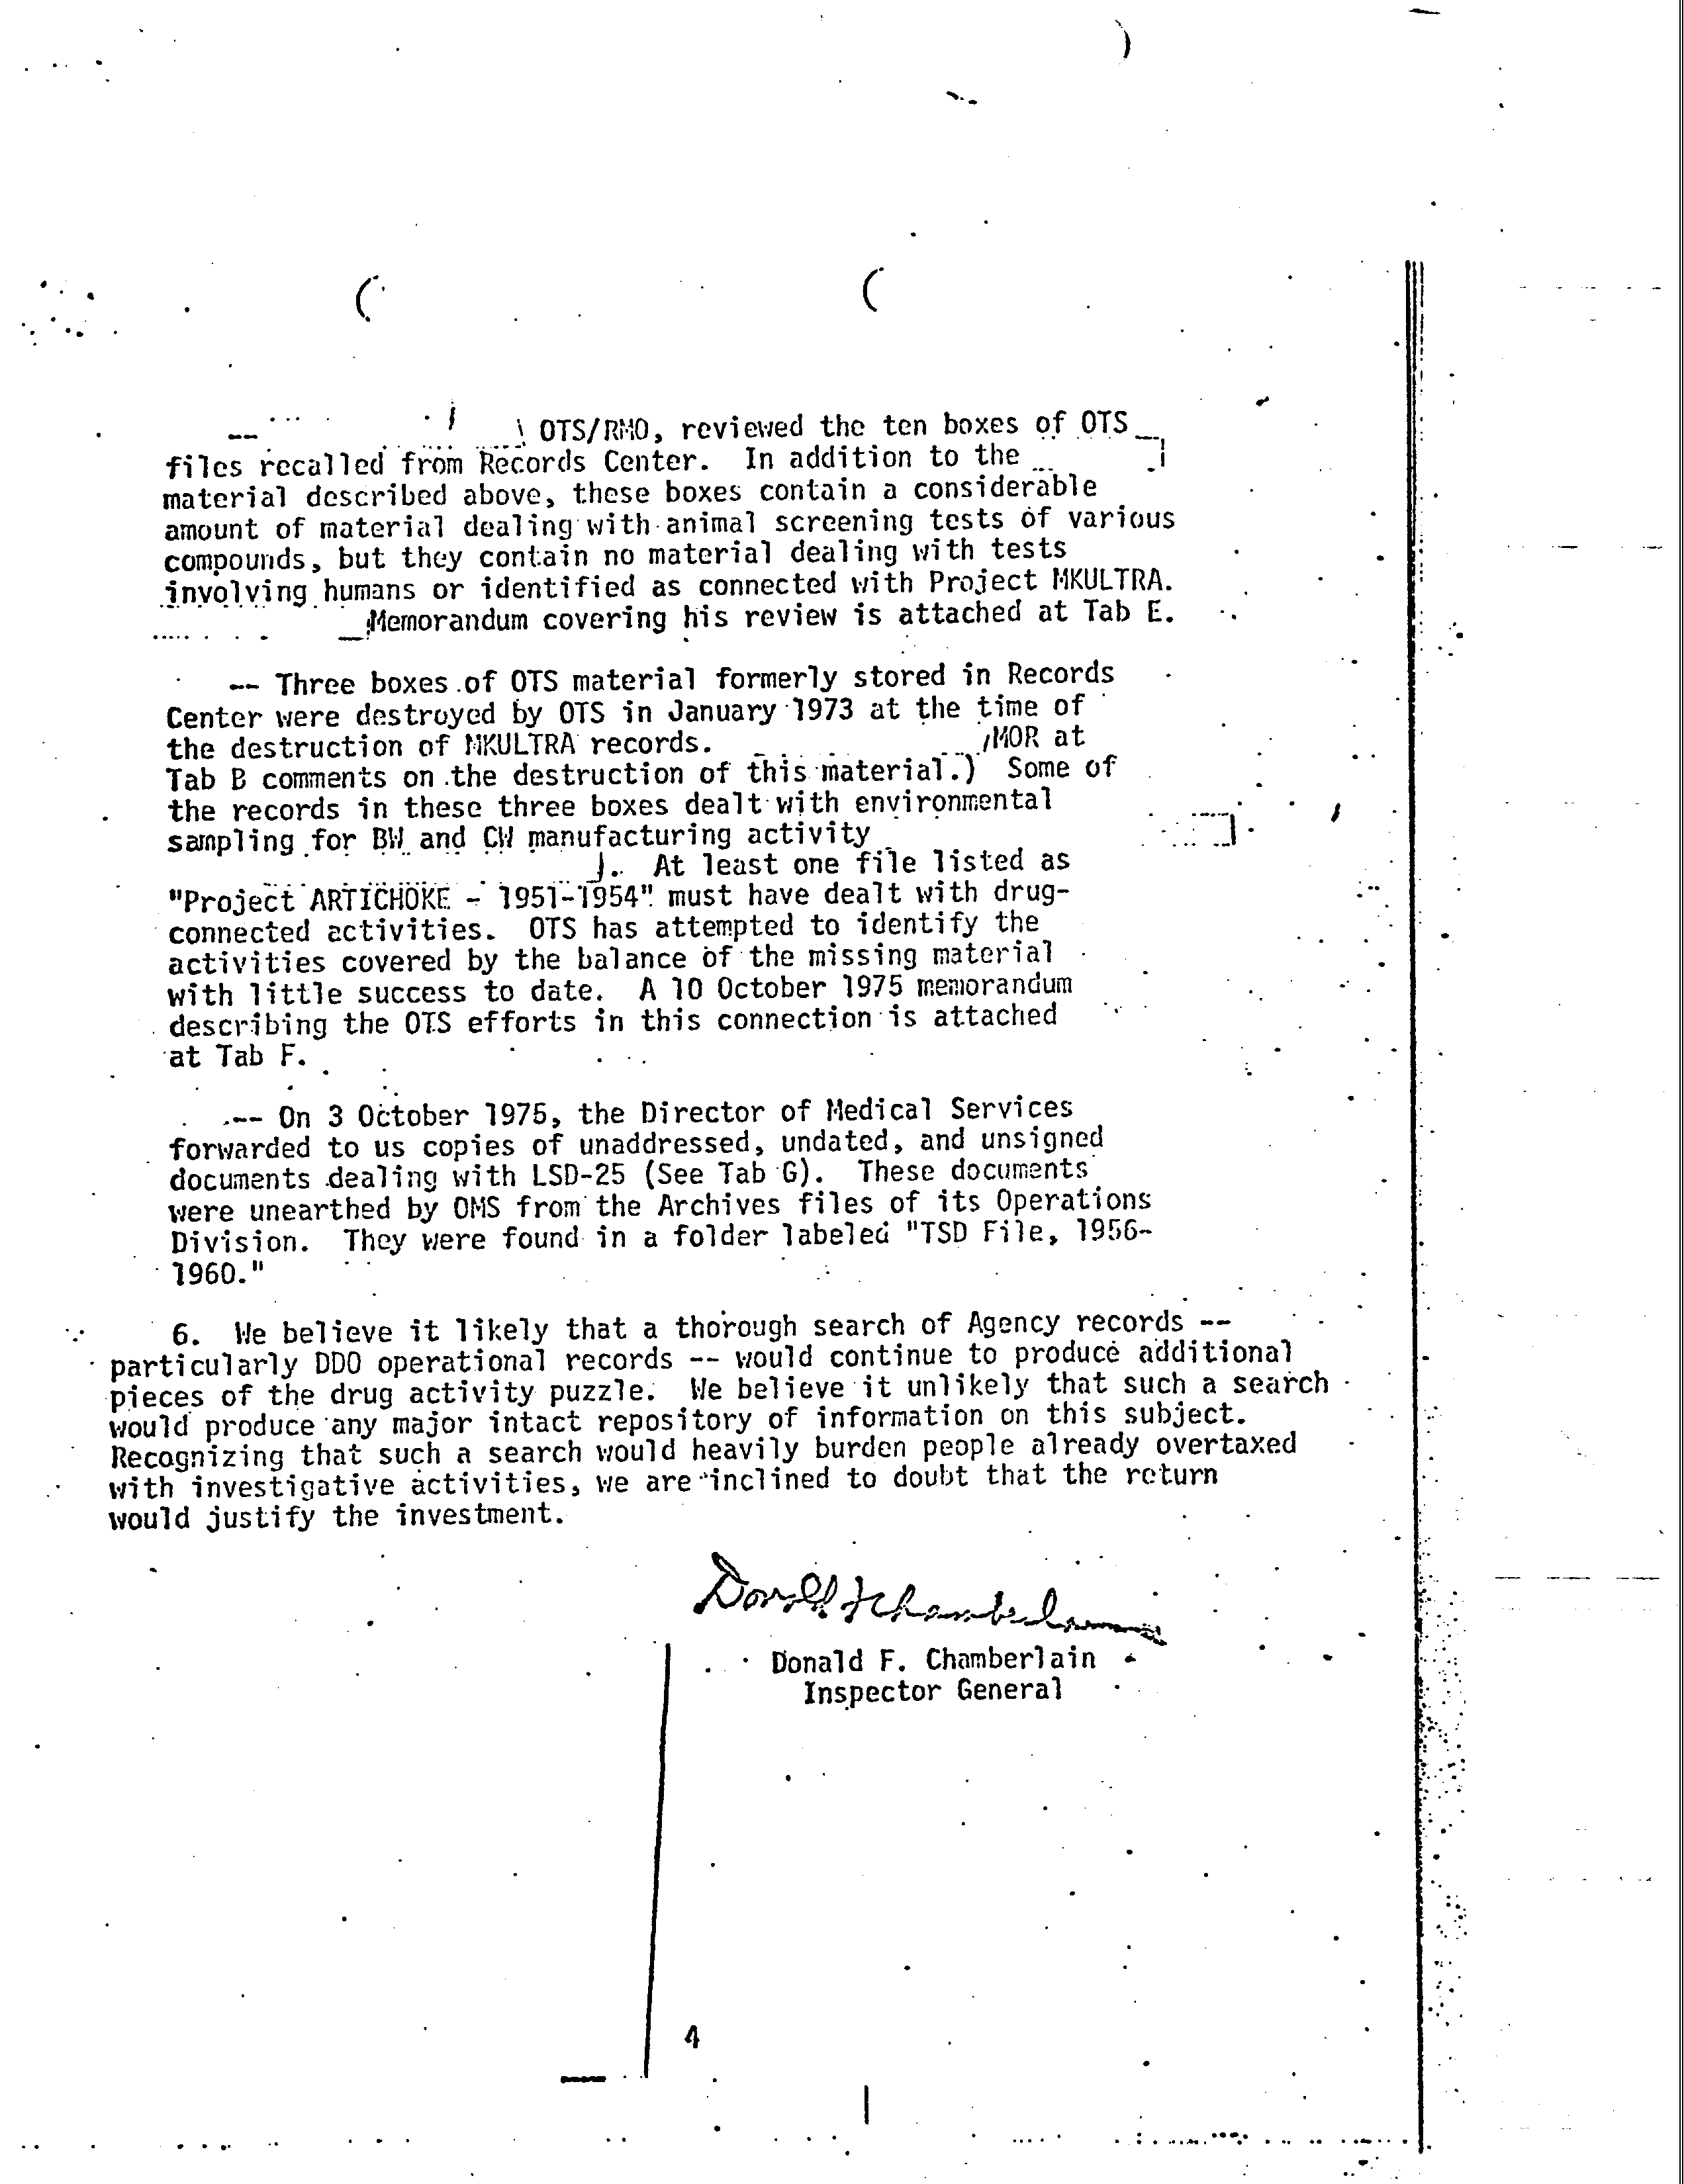 -- OTS/RMO, reviewed the ten boxes of OTS
files recalled from Records Center. In addition to the
material described above, these boxes contain a considerable
amount of material dealing with animal screening tests of various
compounds, but they contain no material dealing with tests
involving humans or identified as connected with Project MKULTRA.
Memorandum covering his review is attached at Tab E.
-- Three boxes of OTS material formerly stored in Records
Center were destroyed by OTS in January 1973 at the time of
the destruction of MKULTRA records. MOR at
Tab B comments on the destruction of this material.) Some of
the records in these three boxes dealt with environmental
sampling for BW and CW manufacturing activity
. At least one file listed as
"Project ARTICHOKE - 1951-1954" must have dealt with drug-
connected activities. OTS has attempted to identify the
activities covered by the balance of the missing material
with little success to date. A 10 October 1975 memorandum
describing the OTS efforts in this connection is attached
at Tab F.
-- On 3 October 1975, the Director of Medical Services
forwarded to us copies of unaddressed, undated, and unsigned
documents dealing with LSD-25 (See Tab G). These documents
were unearthed by OMS from the Archives files of its Operations
Division. They were found in a folder labeled "TSD File, 1956-
1960."
6. We believe it likely that a thorough search of Agency records --
particularly DDO operational records -- would continue to produce additional
pieces of the drug activity puzzle. We believe it unlikely that such a search
would produce any major intact repository of information on this subject.
Recognizing that such a search would heavily burden people already overtaxed
with investigative activities, we are inclined to doubt that the return
would justify the investment.
Donald F Chamberlain
Donald F. Chamberlain
Inspector General
4